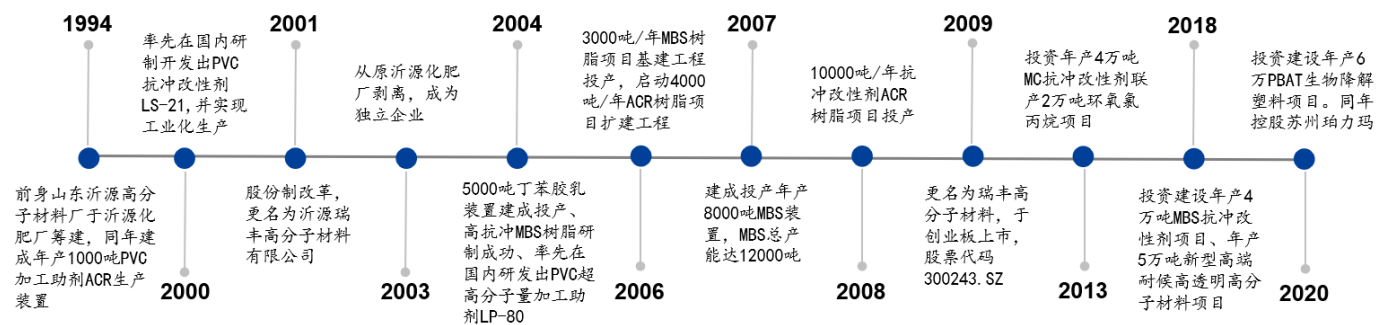 1994
前身山东沂源高分
子材料厂于沂源化
肥厂筹建，同年建
成年产1000吨PVC
加工助剂ACR生产
装置
率先在国内研
制开发出PVC
抗冲改性剂
LS-21,并实现
工业化生产
2000
2001
股份制改革，
更名为沂源瑞
丰高分子材料
有限公司
从原沂源化肥
厂剥离，成为
独立企业
2003
2004
5000吨丁苯胶乳
装置建成投产、
高抗冲MBS树脂研
制成功、率先在
国内研发出PVC超
高分子量加工助
剂LP-80
3000吨/年MBS树
脂项目基建工程
投产，启动4000
吨/年ACR树脂项
目扩建工程
2006
2007
建成投产年产
8000吨MBS装
置，MBS总产
能达12000吨
10000吨/年抗
冲改性剂ACR
树脂项目投产
2008
2009
更名为瑞丰高
分子材料，于
创业板上市，
股票代码
300243.SZ
投资年产4万吨
MC抗冲改性剂联
产2万吨环氧氯
丙烷项目
2013
2018
投资建设年产4
万吨MBS抗冲改
性剂项目、年产
5万吨新型高端
耐候高透明高分
子材料项目
投资建设年产6
万PBAT生物降解
塑料项目。同年
控股苏州珀力玛
2020